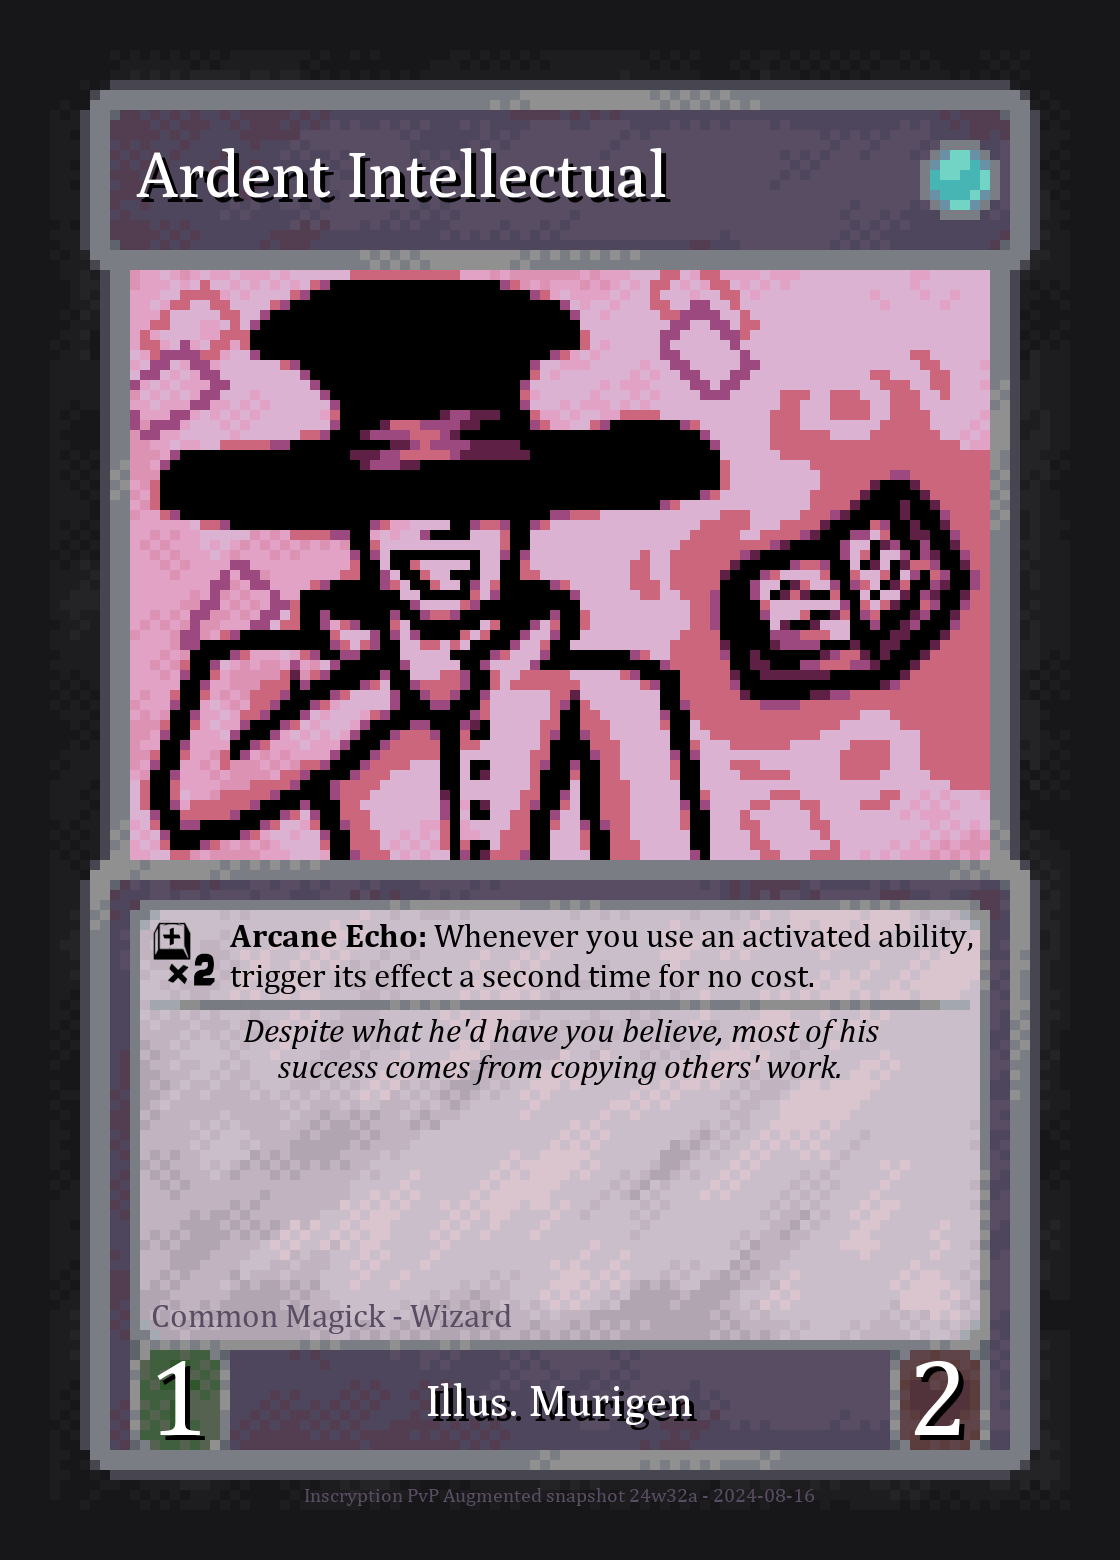 Ardent Intellectual
×2
Arcane Echo: Whenever you use an activated ability,
trigger its effect a second time for no cost.
Despite what he'd have you believe, most of his
success comes from copying others' work.
Common Magick - Wizard
1
Illus. Murigen
2
Inscryption PvP Augmented snapshot 24w32a - 2024-08-16